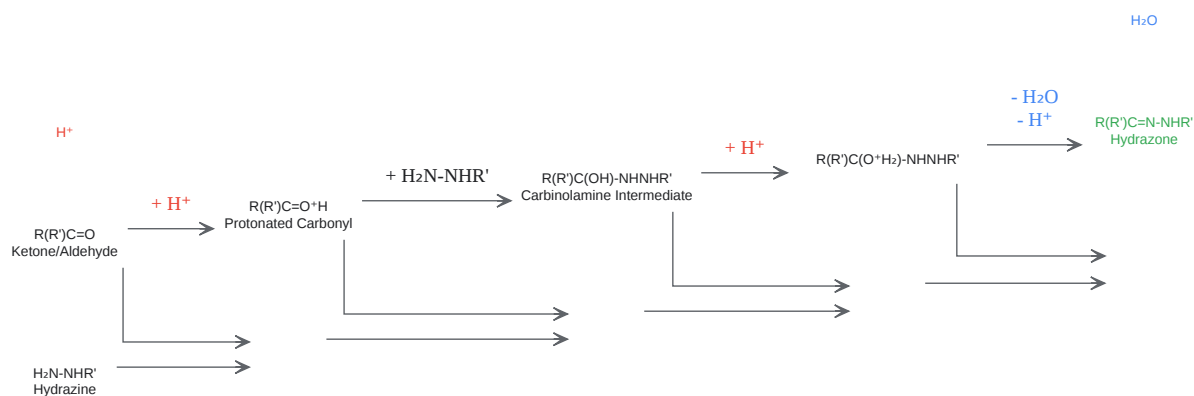 H₂O
- H₂O
- H⁺
R(R')C=N-NHR'
Hydrazone
H⁺
+ H⁺
R(R')C(O⁺H₂)-NHNHR'
+ H₂N-NHR'
R(R')C(OH)-NHNHR'
Carbinolamine Intermediate
+ H⁺
R(R')C=O⁺H
Protonated Carbonyl
R(R')C=O
Ketone/Aldehyde
H₂N-NHR'
Hydrazine